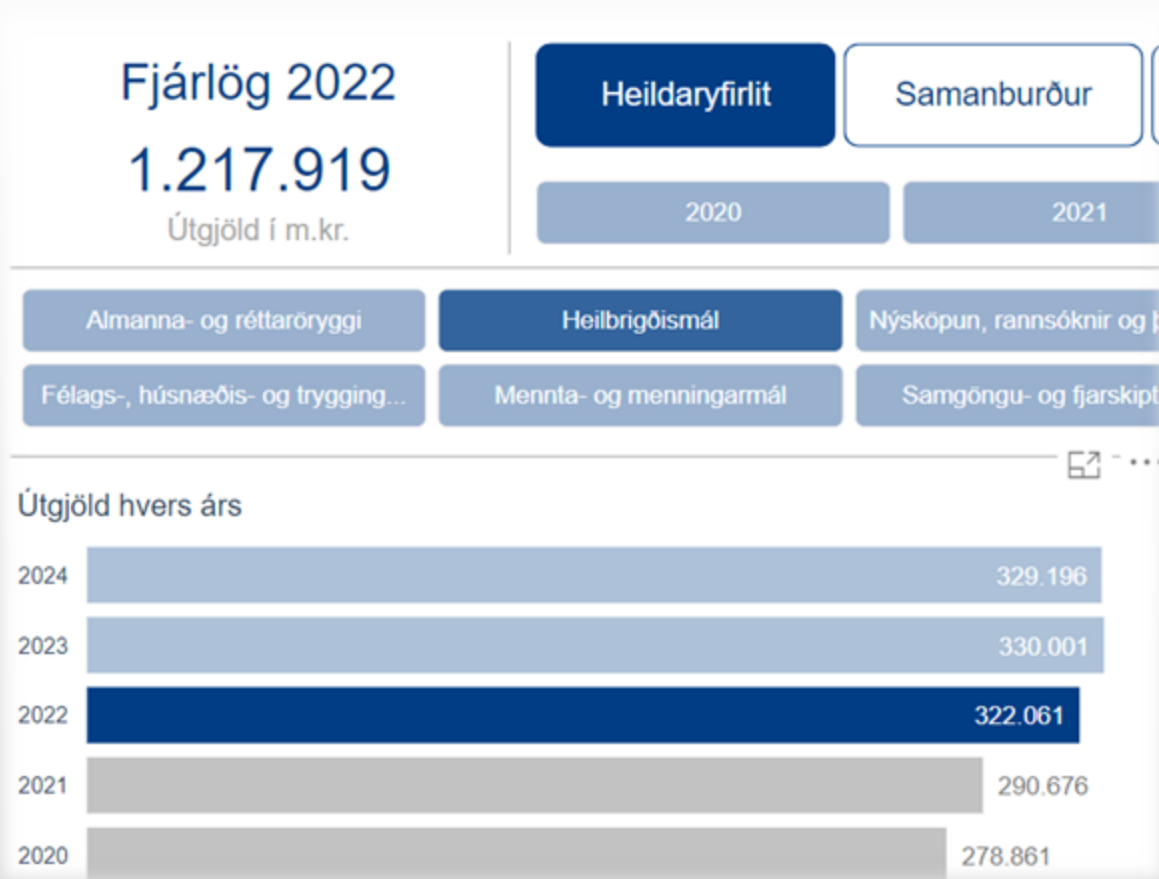 Fjárlög 2022
1.217.919
Útgjöld í m.kr.
Heildaryfirlit
Samanburður
2020
2021
Almanna- og réttaröryggi
Heilbrigðismál
Nýsköpun, rannsóknir og
Félags-, húsnæðis- og trygging...
Mennta- og menningarmál
Samgöngu- og fjarskipt
Útgjöld hvers árs
2024 329.196
2023 330.001
2022 322.061
2021 290.676
2020 278.861